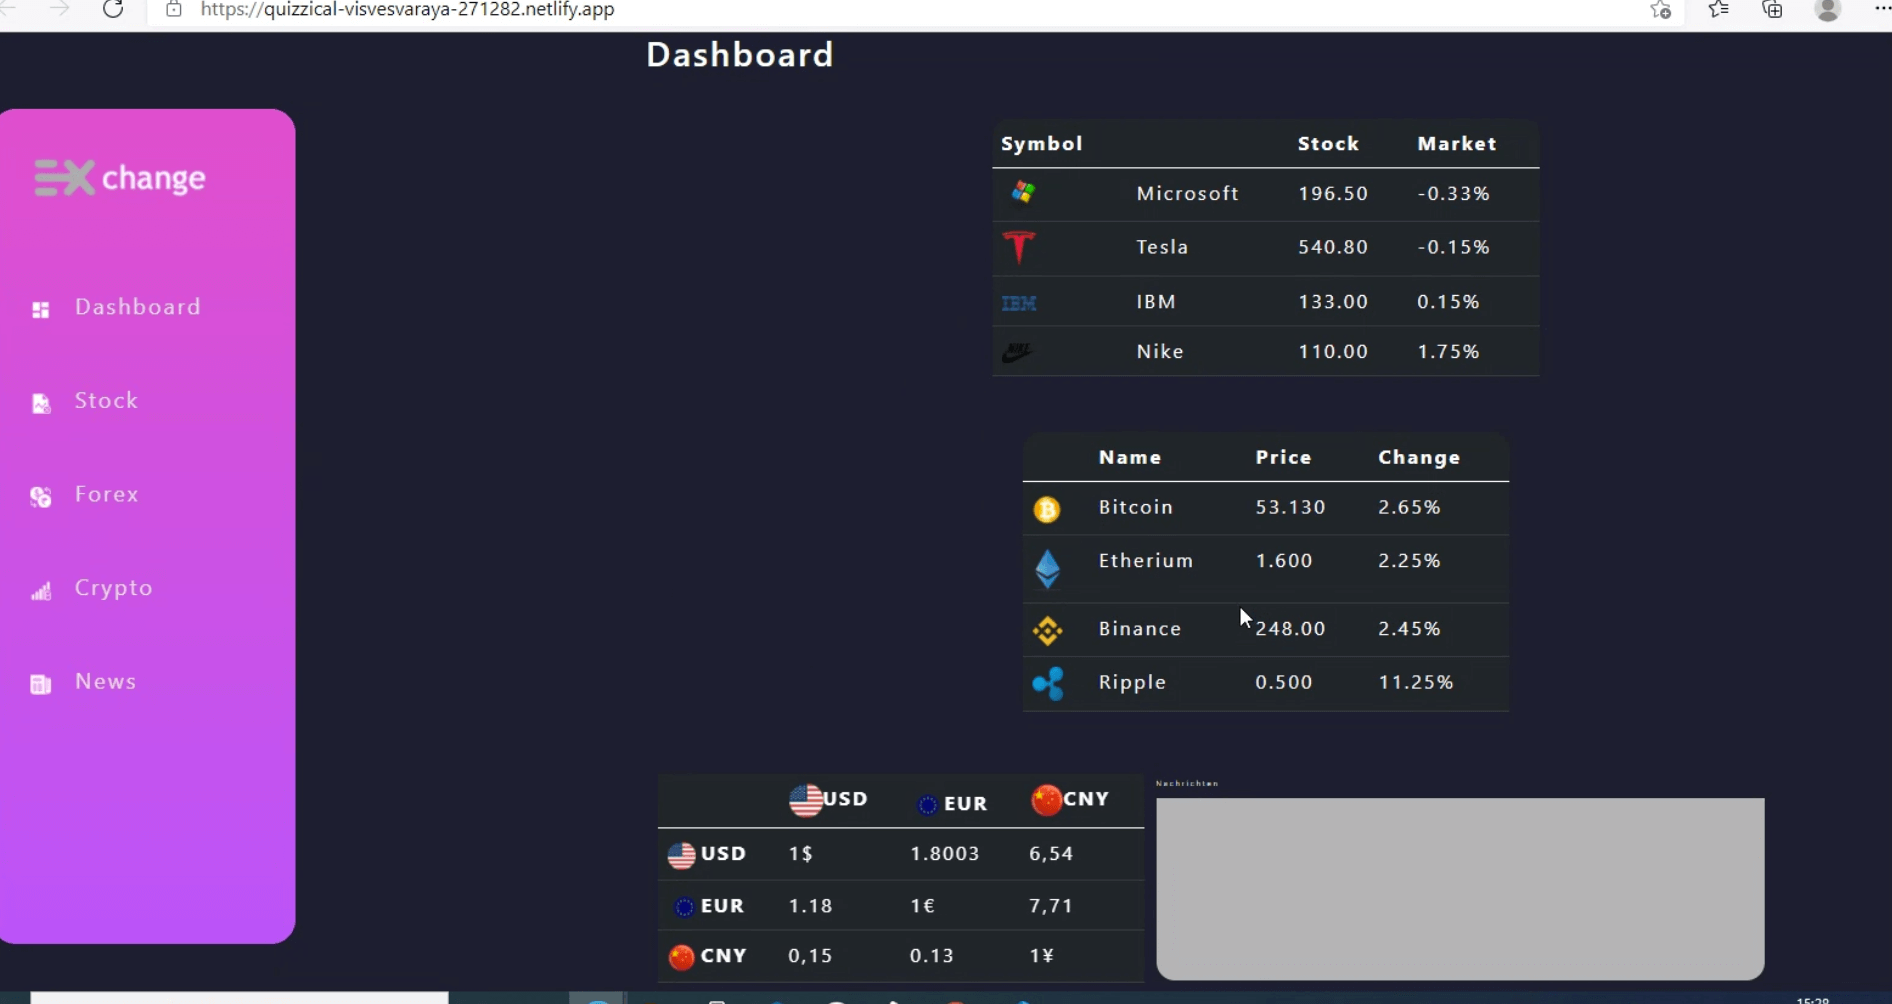 https://quizzical-visvesvaraya-271282.netlify.app
Dashboard
EXchange
Dashboard
Stock
Forex
Crypto
News
Symbol Stock Market
Microsoft 196.50 -0.33%
Tesla 540.80 -0.15%
IBM IBM 133.00 0.15%
NIKE Nike 110.00 1.75%
Name Price Change
Bitcoin 53.130 2.65%
Etherium 1.600 2.25%
Binance 248.00 2.45%
Ripple 0.500 11.25%
USD EUR CNY
USD 1$ 1.8003 6,54
EUR 1.18 1€ 7,71
CNY 0,15 0.13 1¥
Nachrichten